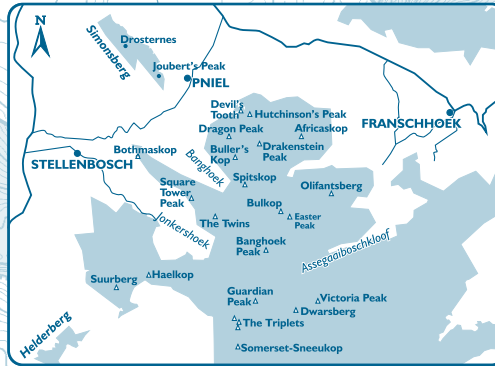 N
Drosternes
Simonsberg
Joubert's Peak
PNIEL
Devil's
Tooth
Hutchinson's Peak
FRANSCHHOEK
Dragon Peak
Africaskop
Bothmaskop
Buller's
Kop
Drakenstein
Peak
STELLENBOSCH
Banghoek
Spitskop
Square
Tower
Peak
Olifantsberg
Bulkop
Jonkershoek
The Twins
Easter
Peak
Banghoek
Peak
Assegaaiboschkloof
Suurberg
Haelkop
Guardian
Peak
Victoria Peak
Dwarsberg
Helderberg
The Triplets
Somerset-Sneeukop